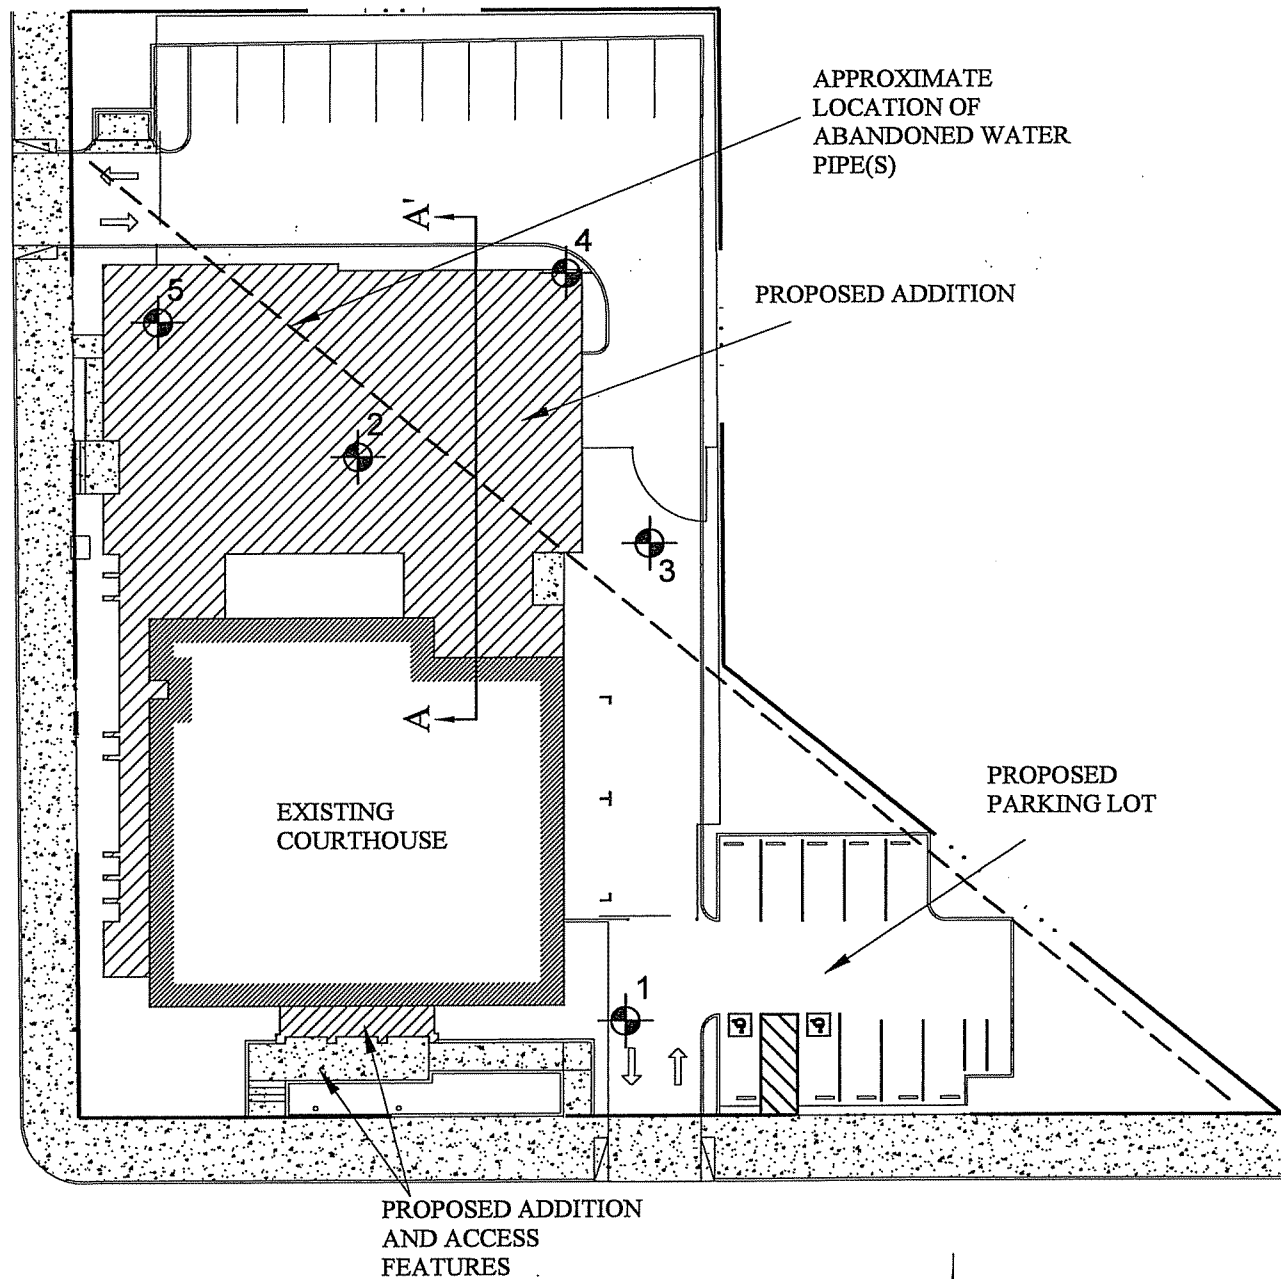 APPROXIMATE
LOCATION OF
ABANDONED WATER
PIPE(S)
A'
4
PROPOSED ADDITION
5
2
3
A
PROPOSED
PARKING LOT
EXISTING
COURTHOUSE
1
PROPOSED ADDITION
AND ACCESS
FEATURES